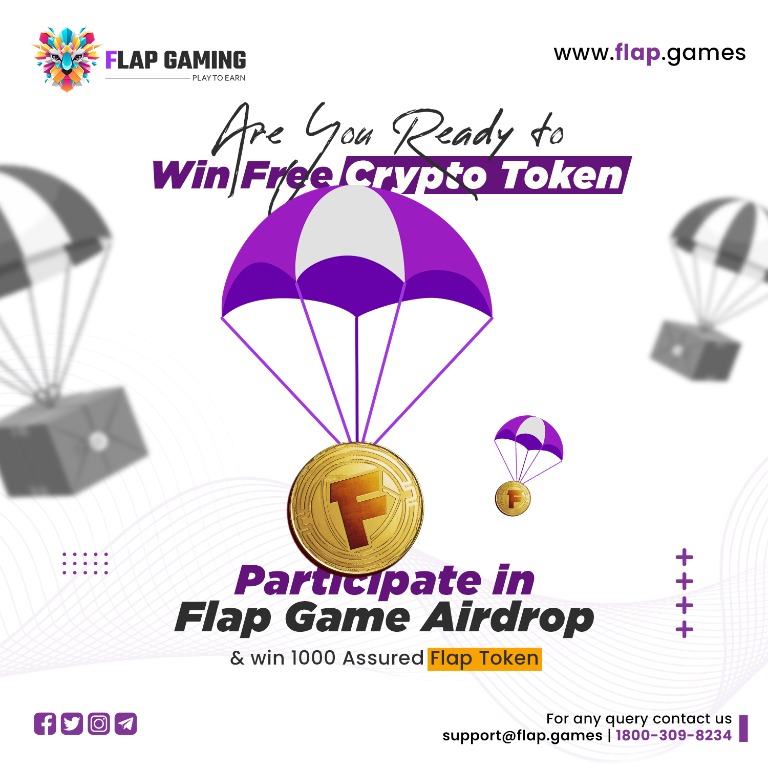 FLAP GAMING
PLAY TO EARN
www.flap.games
Are You Ready to
Win Free Crypto Token
F
F
Participate in
Flap Game Airdrop
& win 1000 Assured Flap Token
For any query contact us
support@flap.games | 1800-309-8234